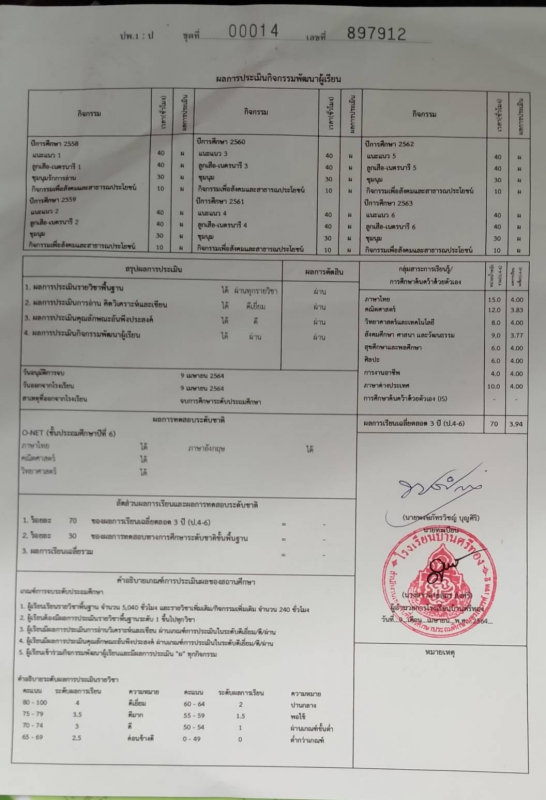 ปพ.1 : ป ชุดที่ 00014 เลขที่ 897912
ผลการประเมินกิจกรรมพัฒนาผู้เรียน
กิจกรรม เวลา(ชั่วโมง) ผลการประเมิน กิจกรรม เวลา(ชั่วโมง) ผลการประเมิน กิจกรรม เวลา(ชั่วโมง) ผลการประเมิน
ปีการศึกษา 2558 ปีการศึกษา 2560 ปีการศึกษา 2562
แนะแนว 1 40 ผ แนะแนว 3 40 ผ แนะแนว 5 40 ผ
ลูกเสือ-เนตรนารี 1 40 ผ ลูกเสือ-เนตรนารี 3 40 ผ ลูกเสือ-เนตรนารี 5 40 ผ
ชุมนุมรักการอ่าน 30 ผ ชุมนุม 30 ผ ชุมนุม 30 ผ
กิจกรรมเพื่อสังคมและสาธารณประโยชน์ 10 ผ กิจกรรมเพื่อสังคมและสาธารณประโยชน์ 10 ผ กิจกรรมเพื่อสังคมและสาธารณประโยชน์ 10 ผ
ปีการศึกษา 2559 ปีการศึกษา 2561 ปีการศึกษา 2563
แนะแนว 2 40 ผ แนะแนว 4 40 ผ แนะแนว 6 40 ผ
ลูกเสือ-เนตรนารี 2 40 ผ ลูกเสือ-เนตรนารี 4 40 ผ ลูกเสือ-เนตรนารี 6 40 ผ
ชุมนุม 30 ผ ชุมนุม 30 ผ ชุมนุม 30 ผ
กิจกรรมเพื่อสังคมและสาธารณประโยชน์ 10 ผ กิจกรรมเพื่อสังคมและสาธารณประโยชน์ 10 ผ กิจกรรมเพื่อสังคมและสาธารณประโยชน์ 10 ผ
สรุปผลการประเมิน ผลการตัดสิน
1. ผลการประเมินรายวิชาพื้นฐาน ได้ ผ่านทุกรายวิชา ผ่าน
2. ผลการประเมินการอ่าน คิดวิเคราะห์และเขียน ได้ ดีเยี่ยม ผ่าน
3. ผลการประเมินคุณลักษณะอันพึงประสงค์ ได้ ดี ผ่าน
4. ผลการประเมินกิจกรรมพัฒนาผู้เรียน ได้ ผ่าน ผ่าน
วันอนุมัติการจบ 9 เมษายน 2564
วันออกจากโรงเรียน 9 เมษายน 2564
สาเหตุที่ออกจากโรงเรียน จบการศึกษาระดับประถมศึกษา
ผลการทดสอบระดับชาติ
O-NET (ชั้นประถมศึกษาปีที่ 6)
ภาษาไทย ได้ ภาษาอังกฤษ ได้
คณิตศาสตร์ ได้
วิทยาศาสตร์ ได้
กลุ่มสาระการเรียนรู้/
การศึกษาค้นคว้าด้วยตัวเอง
ภาษาไทย 15.0 4.00
คณิตศาสตร์ 12.0 3.83
วิทยาศาสตร์และเทคโนโลยี 8.0 4.00
สังคมศึกษา ศาสนา และวัฒนธรรม 9.0 3.77
สุขศึกษาและพลศึกษา 6.0 4.00
ศิลปะ 6.0 4.00
การงานอาชีพ 4.0 4.00
ภาษาต่างประเทศ 10.0 4.00
การศึกษาค้นคว้าด้วยตัวเอง (IS) - -
ผลการเรียนเฉลี่ยตลอด 3 ปี (ป.4-6) 70 3.94
สัดส่วนผลการเรียนและผลการทดสอบระดับชาติ
1. ร้อยละ 70 ของผลการเรียนเฉลี่ยตลอด 3 ปี (ป.4-6) = -
2. ร้อยละ 30 ของผลการทดสอบทางการศึกษาระดับชาติขั้นพื้นฐาน = -
3. ผลการเรียนเฉลี่ยรวม = -
นายทะเบียน
โรงเรียนบ้านศรีทอง
ผู้อำนวยการโรงเรียนบ้านศรีทอง
วันที่ 9 เดือน เมษายน พ.ศ. 2564
หมายเหตุ
คำอธิบายเกณฑ์การประเมินผลของสถานศึกษา
เกณฑ์การจบระดับประถมศึกษา
1. ผู้เรียนเรียนรายวิชาพื้นฐาน จำนวน 5,040 ชั่วโมง และรายวิชาเพิ่มเติม/กิจกรรมเพิ่มเติม จำนวน 240 ชั่วโมง
2. ผู้เรียนต้องมีผลการประเมินรายวิชาพื้นฐานระดับ 1 ขึ้นไปทุกวิชา
3. ผู้เรียนมีผลการประเมินการอ่านคิดวิเคราะห์และเขียน ผ่านเกณฑ์การประเมินในระดับดีเยี่ยม/ดี/ผ่าน
4. ผู้เรียนมีผลการประเมินคุณลักษณะอันพึงประสงค์ ผ่านเกณฑ์การประเมินในระดับดีเยี่ยม/ดี/ผ่าน
5. ผู้เรียนเข้าร่วมกิจกรรมพัฒนาผู้เรียนและมีผลการประเมิน "ผ" ทุกกิจกรรม
คำอธิบายระดับผลการประเมินรายวิชา
คะแนน ระดับผลการเรียน ความหมาย คะแนน ระดับผลการเรียน ความหมาย
80 - 100 4 ดีเยี่ยม 60 - 64 2 ปานกลาง
75 - 79 3.5 ดีมาก 55 - 59 1.5 พอใช้
70 - 74 3 ดี 50 - 54 1 ผ่านเกณฑ์ขั้นต่ำ
65 - 69 2.5 ค่อนข้างดี 0 - 49 0 ต่ำกว่าเกณฑ์